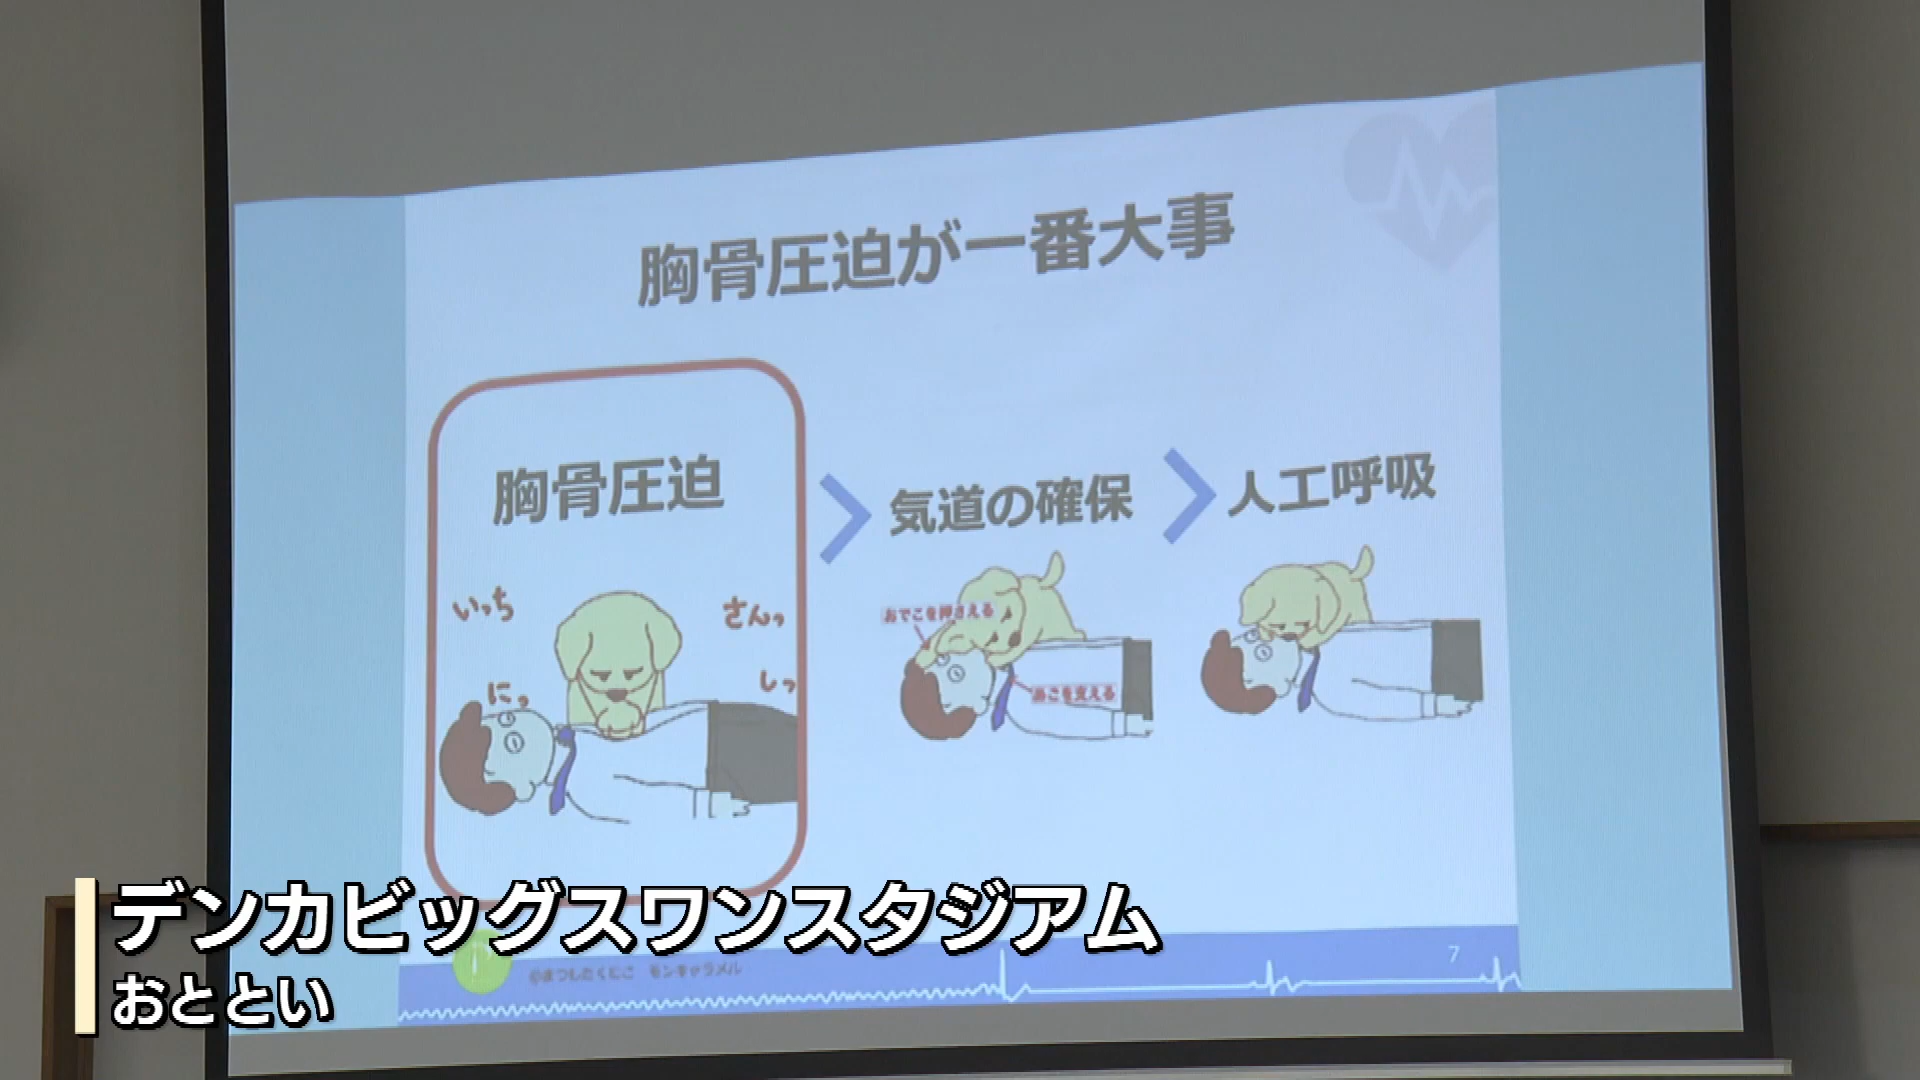 胸骨圧迫が一番大事
胸骨圧迫
気道の確保
人工呼吸
いっち
にっ
さんっ
しっ
おでこを押さえる
あごを支える
7
デンカビッグスワンスタジアム
おととい